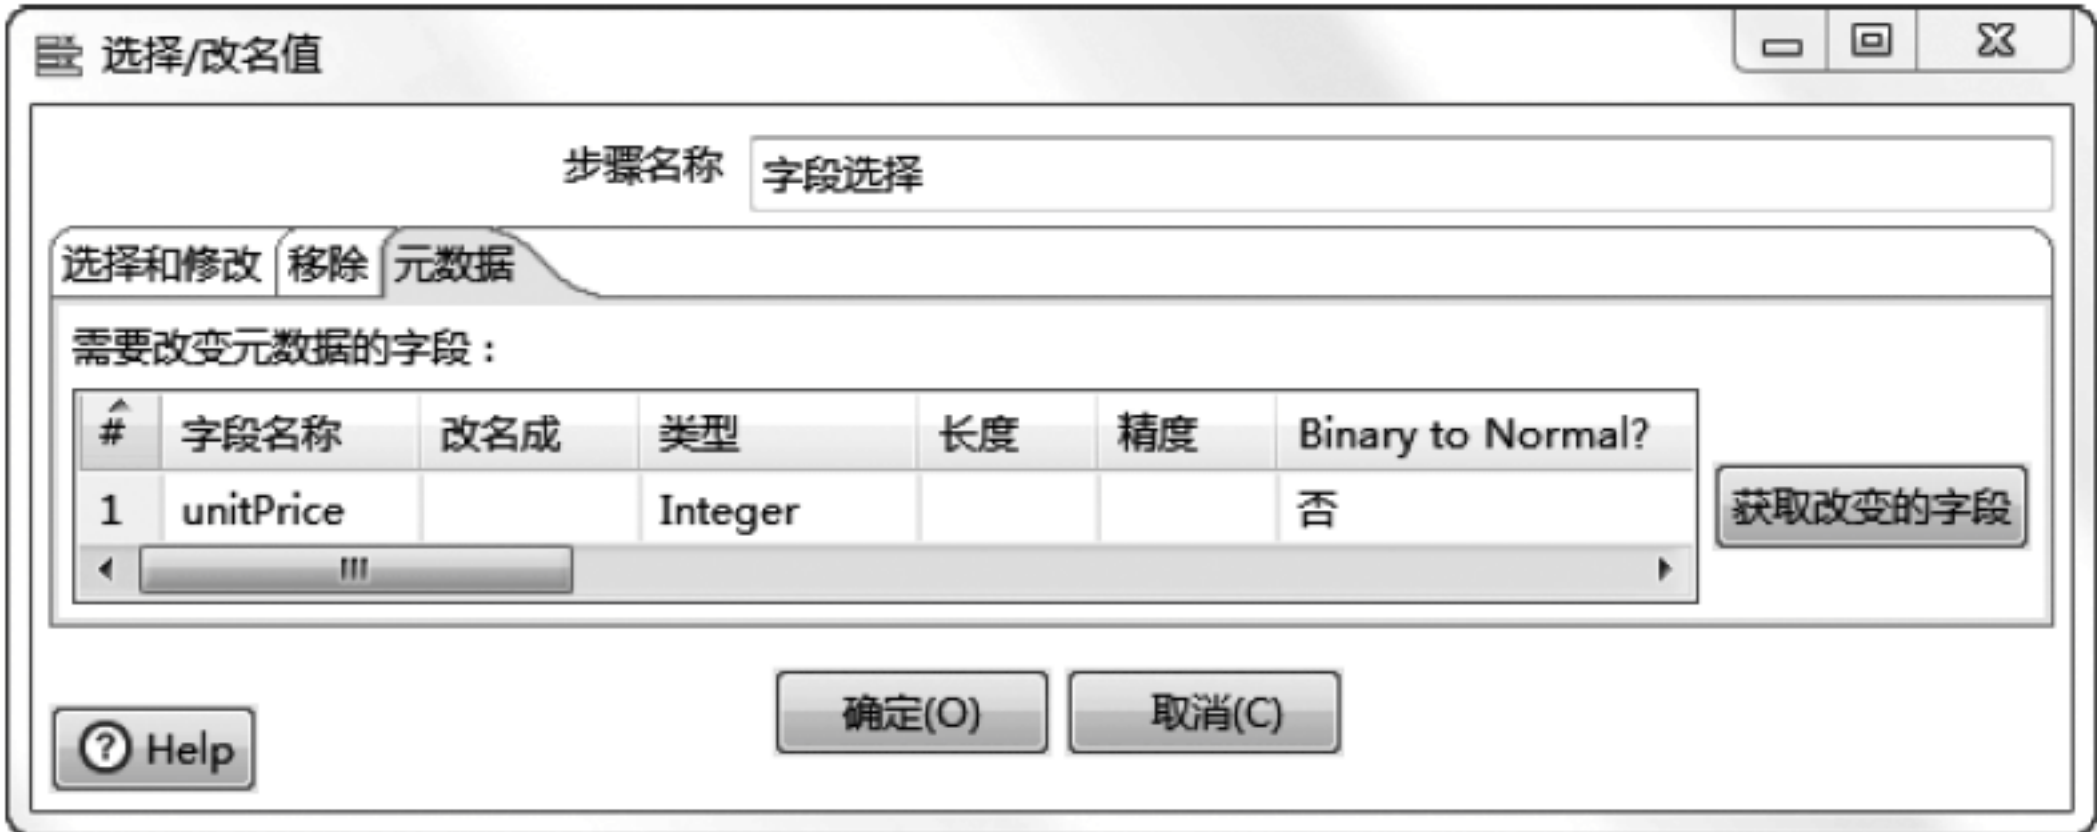 选择/改名值
步骤名称 字段选择
选择和修改 移除 元数据
需要改变元数据的字段：
# 字段名称 改名成 类型 长度 精度 Binary to Normal?
1 unitPrice Integer 否
获取改变的字段
确定(O) 取消(C)
? Help